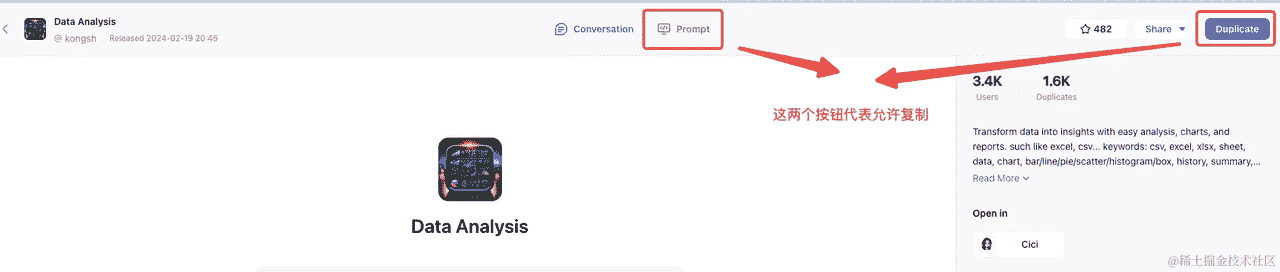 Data Analysis
@ kongsh · Released 2024-02-19 20:45
Conversation
Prompt
482
Share
Duplicate
这两个按钮代表允许复制
Data Analysis
3.4K
1.6K
Users
Duplicates
Transform data into insights with easy analysis, charts, and
reports. such like excel, csv... keywords: csv, excel, xlsx, sheet,
data, chart, bar/line/pie/scatter/histogram/box, history, summary,...
Read More
Open in
Cici
@稀土掘金技术社区